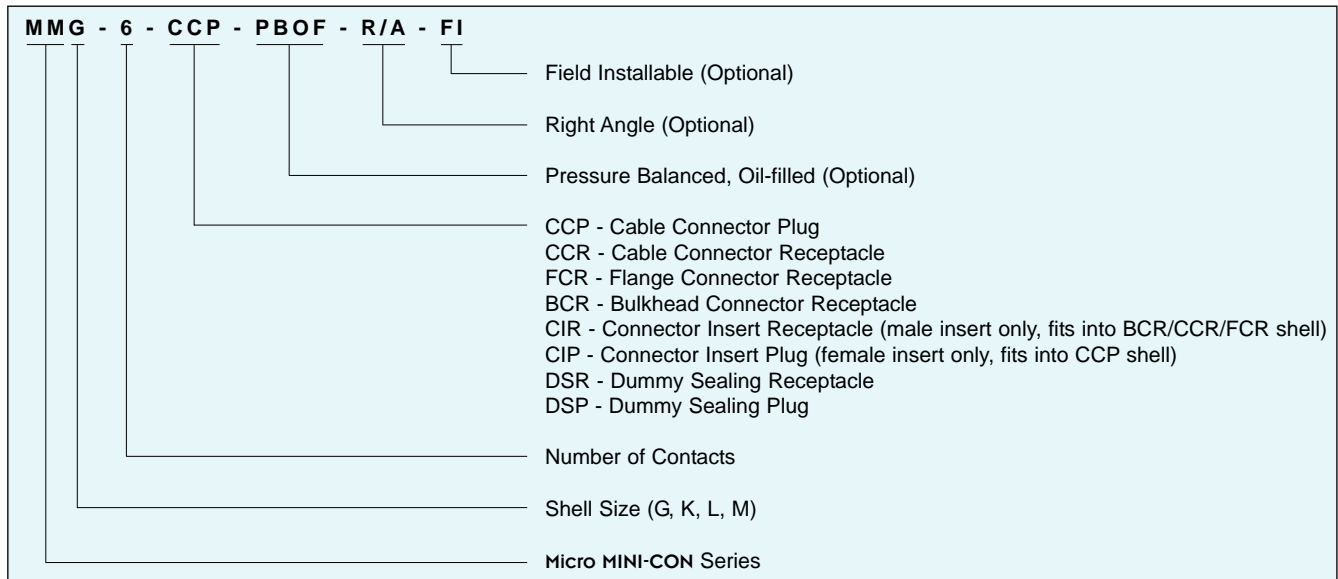 MMG - 6 - CCP - PBOF - R/A - FI
Field Installable (Optional)
Right Angle (Optional)
Pressure Balanced, Oil-filled (Optional)
CCP - Cable Connector Plug
CCR - Cable Connector Receptacle
FCR - Flange Connector Receptacle
BCR - Bulkhead Connector Receptacle
CIR - Connector Insert Receptacle (male insert only, fits into BCR/CCR/FCR shell)
CIP - Connector Insert Plug (female insert only, fits into CCP shell)
DSR - Dummy Sealing Receptacle
DSP - Dummy Sealing Plug
Number of Contacts
Shell Size (G, K, L, M)
Micro MINI-CON Series